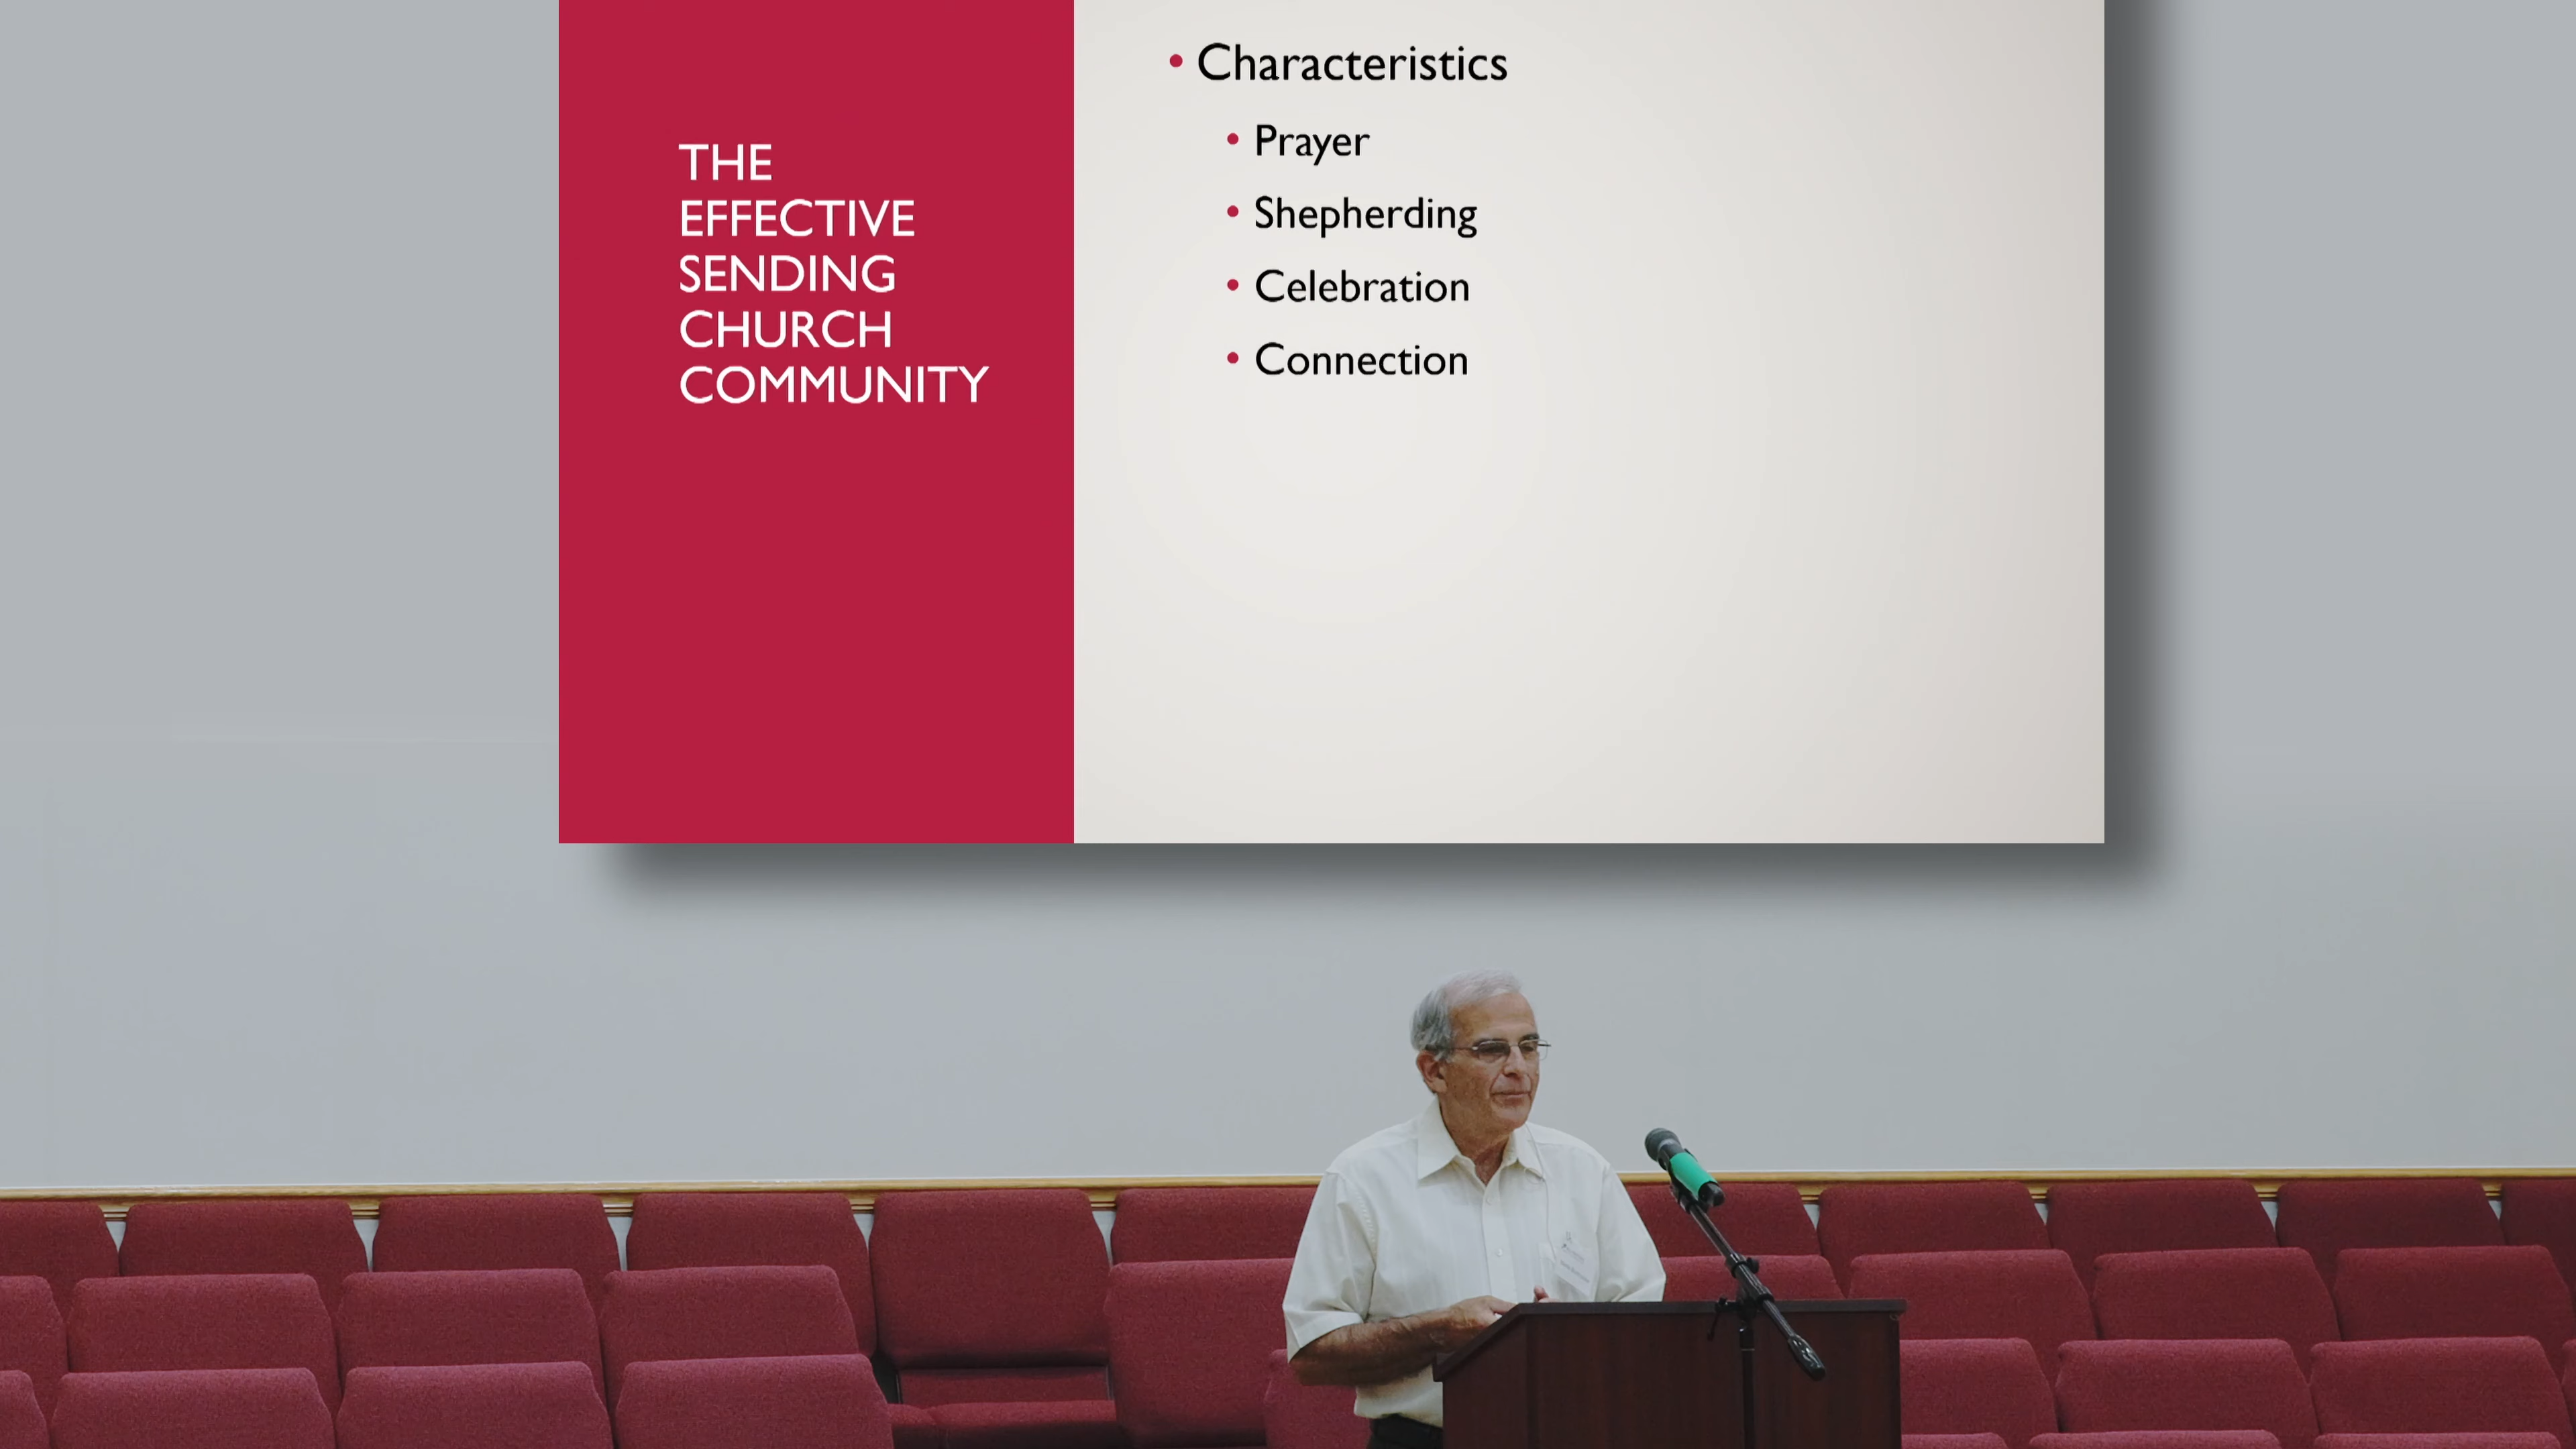 THE
EFFECTIVE
SENDING
CHURCH
COMMUNITY
• Characteristics
• Prayer
• Shepherding
• Celebration
• Connection